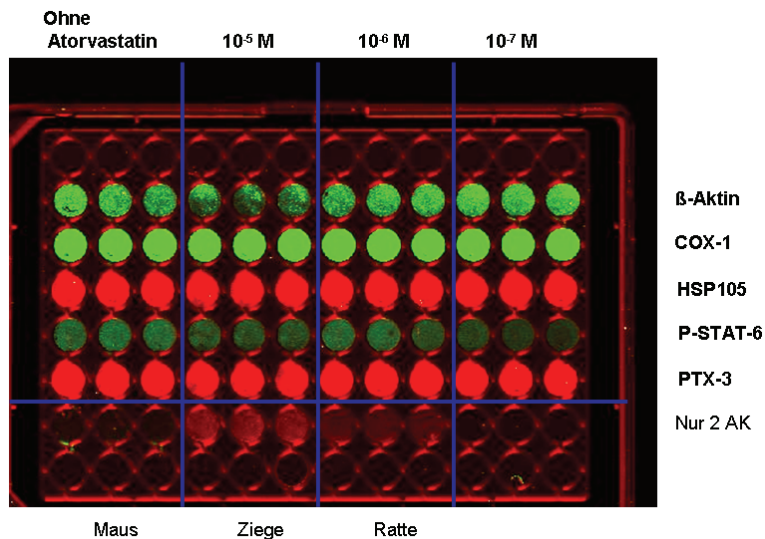 Ohne
Atorvastatin 10⁻⁵ M 10⁻⁶ M 10⁻⁷ M
ß-Aktin
COX-1
HSP105
P-STAT-6
PTX-3
Nur 2 AK
Maus Ziege Ratte